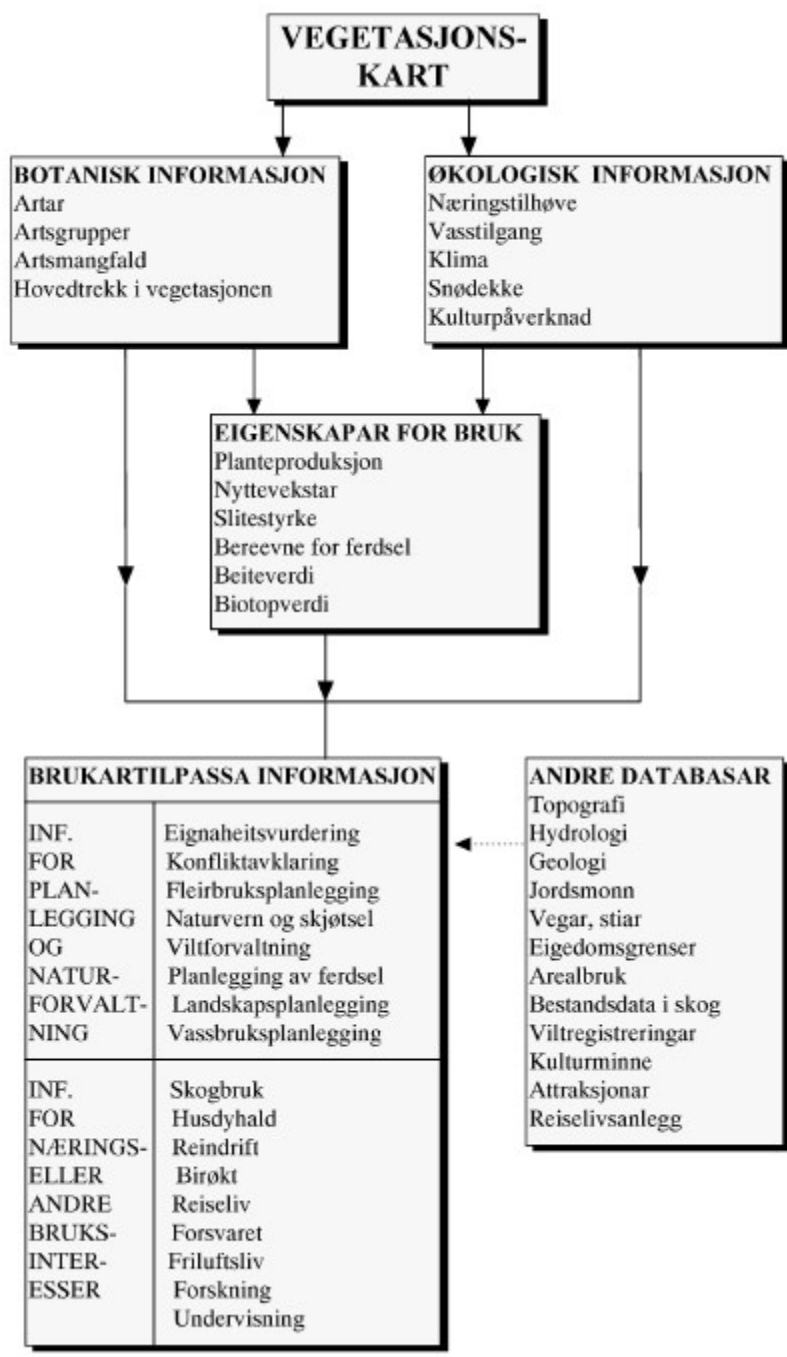 VEGETASJONS-
KART
BOTANISK INFORMASJON
Artar
Artsgrupper
Artsmangfald
Hovedtrekk i vegetasjonen
ØKOLOGISK INFORMASJON
Næringstilhøve
Vasstilgang
Klima
Snødekke
Kulturpåverknad
EIGENSKAPAR FOR BRUK
Planteproduksjon
Nyttevekstar
Slitestyrke
Bereevne for ferdsel
Beiteverdi
Biotopverdi
BRUKARTILPASSA INFORMASJON
INF. Eignaheitsvurdering
FOR Konfliktavklaring
PLAN- Fleirbruksplanlegging
LEGGING Naturvern og skjøtsel
OG Viltforvaltning
NATUR- Planlegging av ferdsel
FORVALT- Landskapsplanlegging
NING Vassbruksplanlegging
INF. Skogbruk
FOR Husdyhald
NÆRINGS- Reindrift
ELLER Birøkt
ANDRE Reiseliv
BRUKS- Forsvaret
INTER- Friluftsliv
ESSER Forskning
Undervisning
ANDRE DATABASAR
Topografi
Hydrologi
Geologi
Jordsmonn
Vegar, stiar
Eigedomsgrenser
Arealbruk
Bestandsdata i skog
Viltregistreringar
Kulturminne
Attraksjonar
Reiselivsanlegg